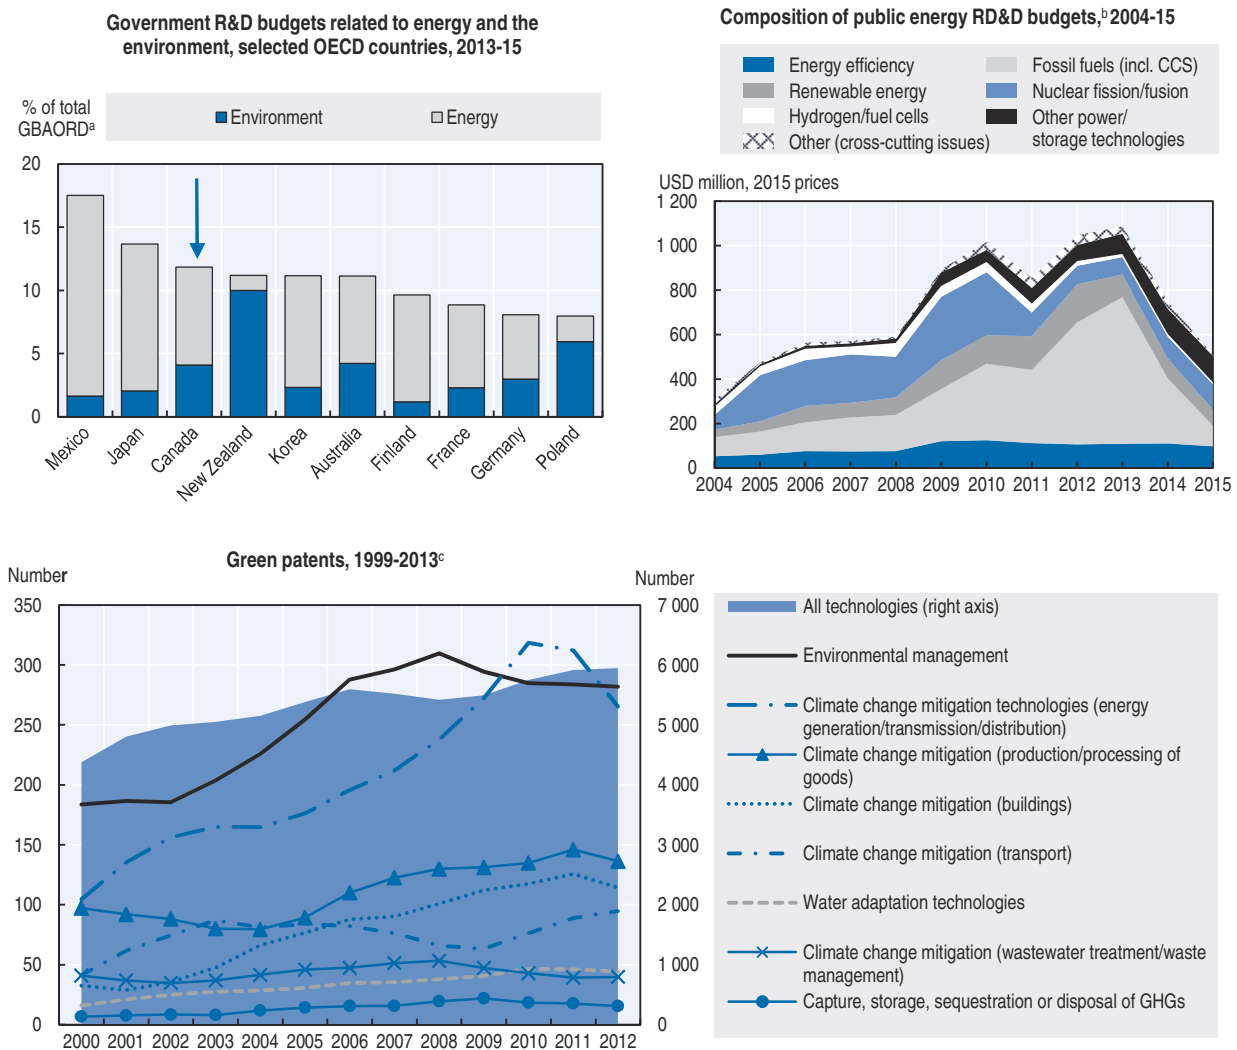 Government R&D budgets related to energy and the
environment, selected OECD countries, 2013-15
% of total
GBAORDa
Environment
Energy
20
15
10
5
0
Mexico
Japan
Canada
New Zealand
Korea
Australia
Finland
France
Germany
Poland
Composition of public energy RD&D budgets,b 2004-15
Energy efficiency
Renewable energy
Hydrogen/fuel cells
Other (cross-cutting issues)
Fossil fuels (incl. CCS)
Nuclear fission/fusion
Other power/
storage technologies
USD million, 2015 prices
1 200
1 000
800
600
400
200
0
2004 2005 2006 2007 2008 2009 2010 2011 2012 2013 2014 2015
Green patents, 1999-2013c
Number
350
300
250
200
150
100
50
0
Number
7 000
6 000
5 000
4 000
3 000
2 000
1 000
0
2000 2001 2002 2003 2004 2005 2006 2007 2008 2009 2010 2011 2012
All technologies (right axis)
Environmental management
Climate change mitigation technologies (energy
generation/transmission/distribution)
Climate change mitigation (production/processing of
goods)
Climate change mitigation (buildings)
Climate change mitigation (transport)
Water adaptation technologies
Climate change mitigation (wastewater treatment/waste
management)
Capture, storage, sequestration or disposal of GHGs